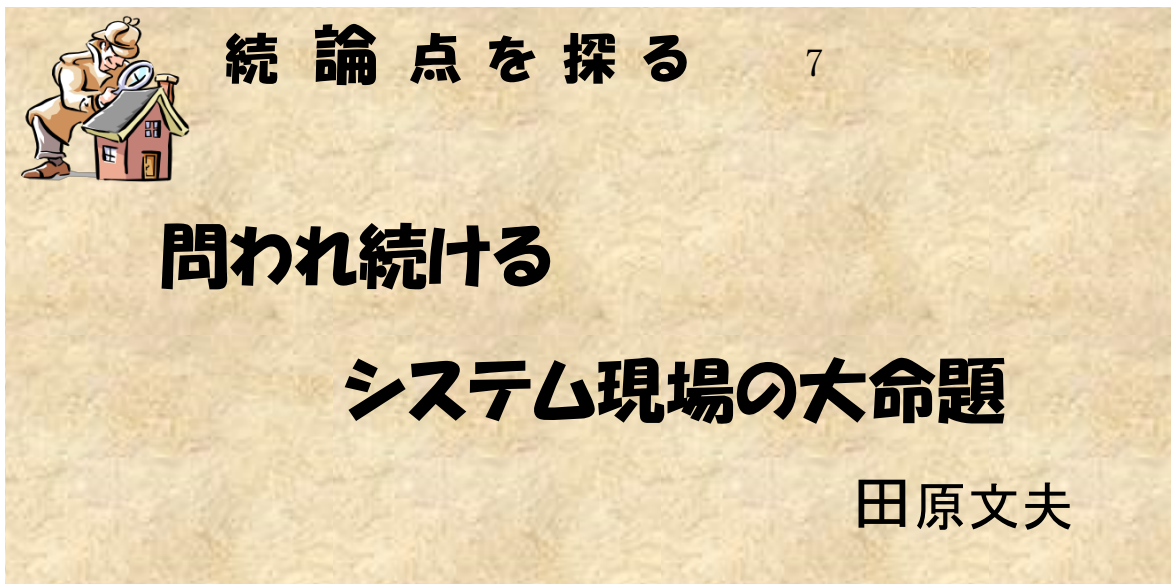 続 論 点 を 探 る 7
問われ続ける
システム現場の大命題
田原文夫